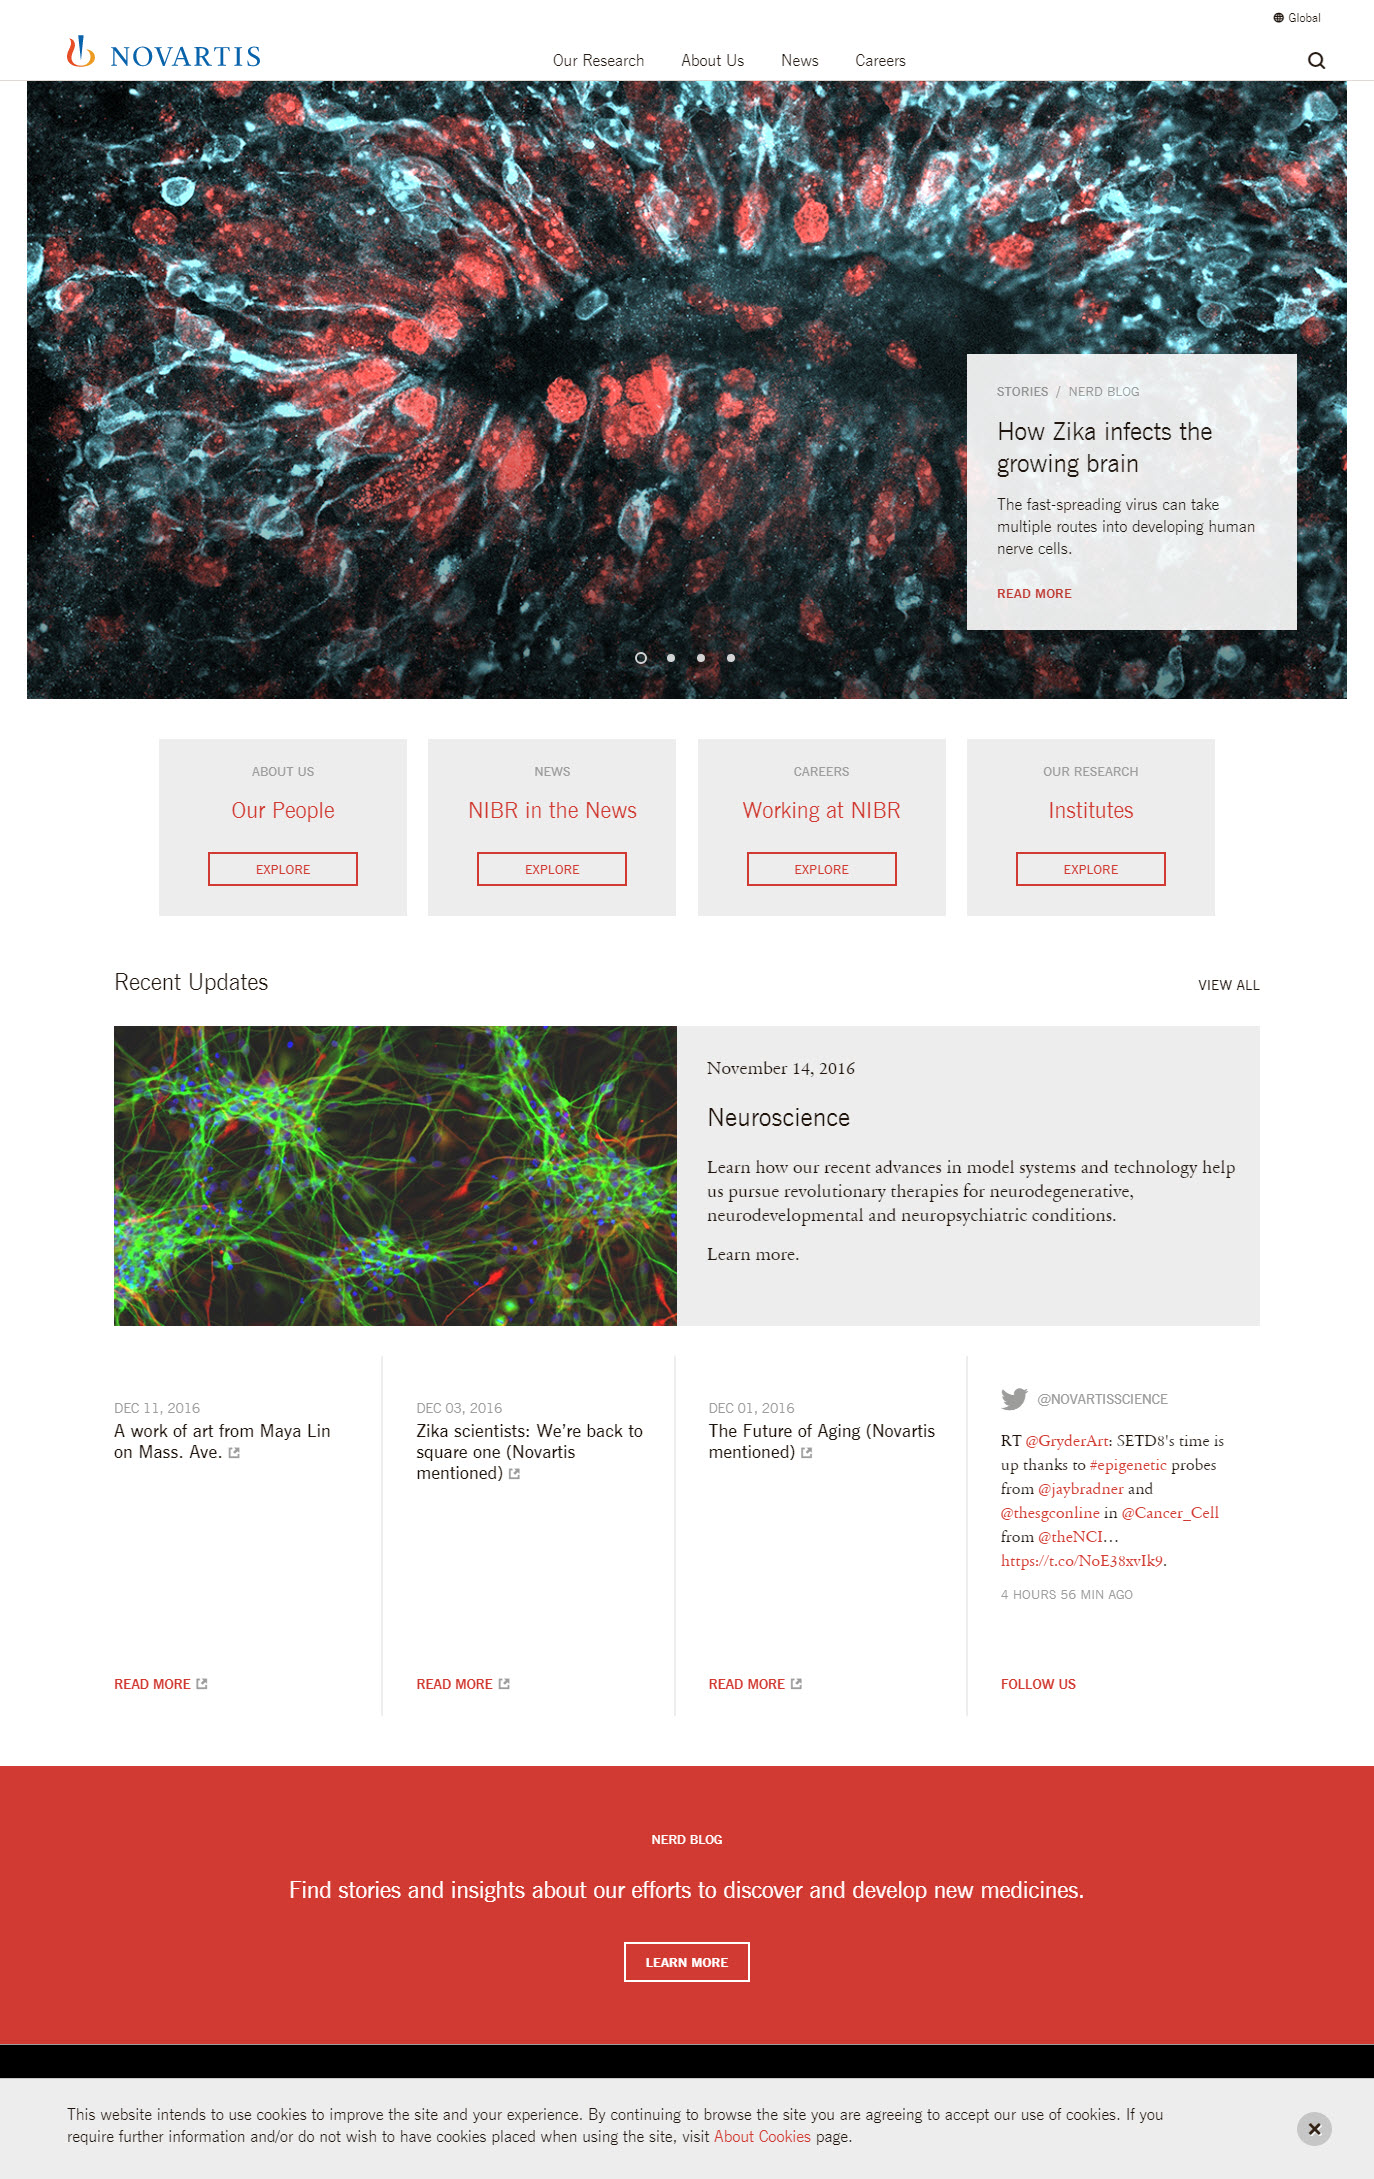 Global
NOVARTIS
Our Research
About Us
News
Careers
STORIES / NERD BLOG
How Zika infects the
growing brain
The fast-spreading virus can take
multiple routes into developing human
nerve cells.
READ MORE
ABOUT US
Our People
EXPLORE
NEWS
NIBR in the News
EXPLORE
CAREERS
Working at NIBR
EXPLORE
OUR RESEARCH
Institutes
EXPLORE
Recent Updates
VIEW ALL
November 14, 2016
Neuroscience
Learn how our recent advances in model systems and technology help
us pursue revolutionary therapies for neurodegenerative,
neurodevelopmental and neuropsychiatric conditions.
Learn more.
DEC 11, 2016
A work of art from Maya Lin
on Mass. Ave.
READ MORE
DEC 03, 2016
Zika scientists: We’re back to
square one (Novartis
mentioned)
READ MORE
DEC 01, 2016
The Future of Aging (Novartis
mentioned)
READ MORE
@NOVARTISSCIENCE
RT @GryderArt: SETD8's time is
up thanks to #epigenetic probes
from @jaybradner and
@thesgconline in @Cancer_Cell
from @theNCI…
https://t.co/NoE38xvIk9.
4 HOURS 56 MIN AGO
FOLLOW US
NERD BLOG
Find stories and insights about our efforts to discover and develop new medicines.
LEARN MORE
This website intends to use cookies to improve the site and your experience. By continuing to browse the site you are agreeing to accept our use of cookies. If you
require further information and/or do not wish to have cookies placed when using the site, visit About Cookies page.